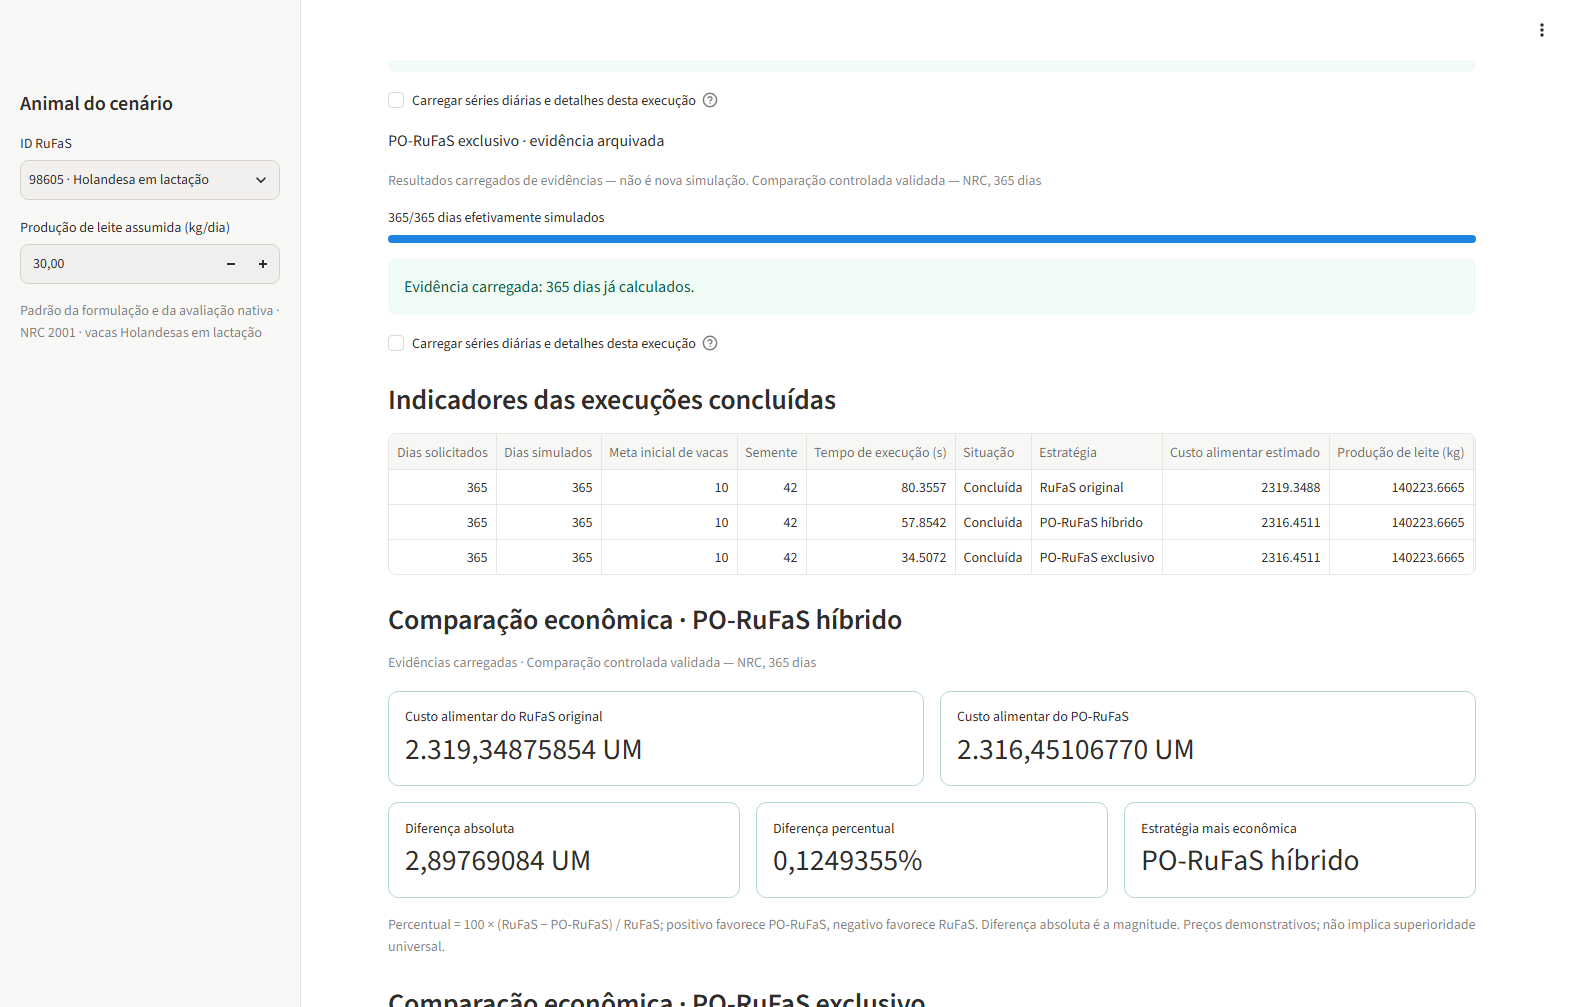 Animal do cenário
ID RuFaS
98605 · Holandesa em lactação
Produção de leite assumida (kg/dia)
30,00
Padrão da formulação e da avaliação nativa ·
NRC 2001 · vacas Holandesas em lactação
Carregar séries diárias e detalhes desta execução
PO-RuFaS exclusivo · evidência arquivada
Resultados carregados de evidências — não é nova simulação. Comparação controlada validada — NRC, 365 dias
365/365 dias efetivamente simulados
Evidência carregada: 365 dias já calculados.
Carregar séries diárias e detalhes desta execução
Indicadores das execuções concluídas
Dias solicitados Dias simulados Meta inicial de vacas Semente Tempo de execução (s) Situação Estratégia Custo alimentar estimado Produção de leite (kg)
365 365 10 42 80.3557 Concluída RuFaS original 2319.3488 140223.6665
365 365 10 42 57.8542 Concluída PO-RuFaS híbrido 2316.4511 140223.6665
365 365 10 42 34.5072 Concluída PO-RuFaS exclusivo 2316.4511 140223.6665
Comparação econômica · PO-RuFaS híbrido
Evidências carregadas · Comparação controlada validada — NRC, 365 dias
Custo alimentar do RuFaS original
2.319,34875854 UM
Custo alimentar do PO-RuFaS
2.316,45106770 UM
Diferença absoluta
2,89769084 UM
Diferença percentual
0,1249355%
Estratégia mais econômica
PO-RuFaS híbrido
Percentual = 100 × (RuFaS − PO-RuFaS) / RuFaS; positivo favorece PO-RuFaS, negativo favorece RuFaS. Diferença absoluta é a magnitude. Preços demonstrativos; não implica superioridade
universal.
Comparação econômica · PO-RuFaS exclusivo